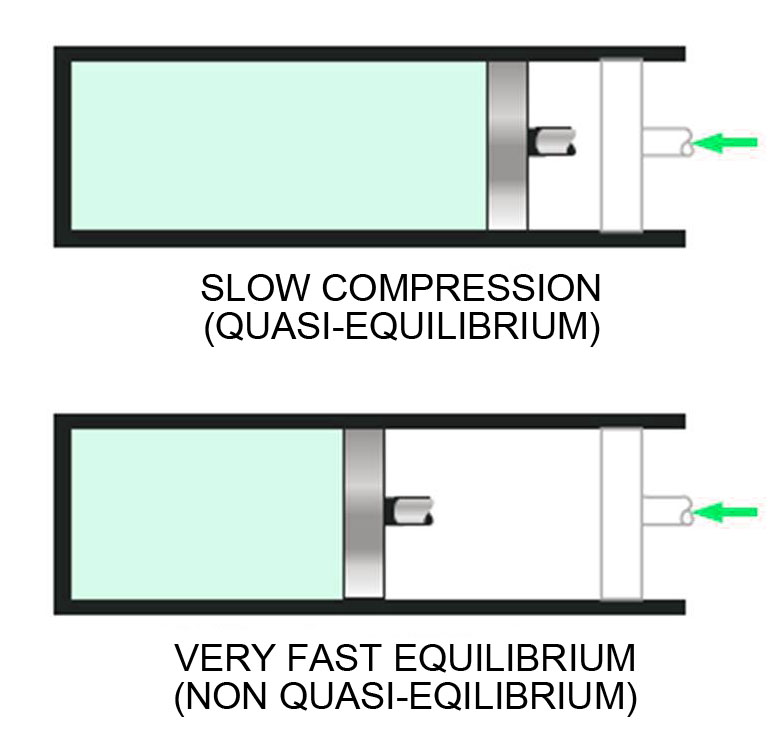 SLOW COMPRESSION
(QUASI-EQUILIBRIUM)
VERY FAST EQUILIBRIUM
(NON QUASI-EQILIBRIUM)